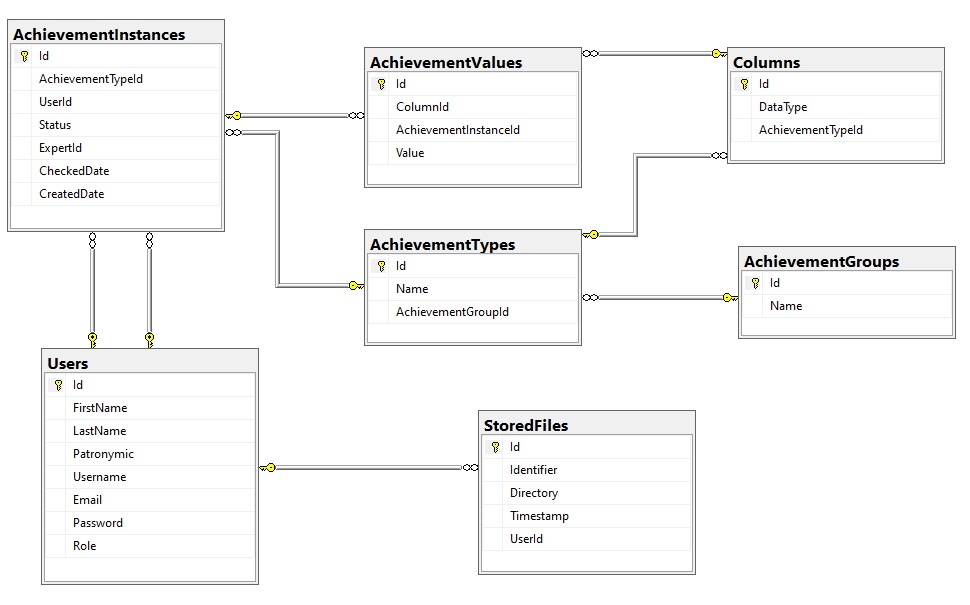 AchievementInstances
Id
AchievementTypeId
UserId
Status
ExpertId
CheckedDate
CreatedDate
AchievementValues
Id
ColumnId
AchievementInstanceId
Value
Columns
Id
DataType
AchievementTypeId
AchievementTypes
Id
Name
AchievementGroupId
AchievementGroups
Id
Name
Users
Id
FirstName
LastName
Patronymic
Username
Email
Password
Role
StoredFiles
Id
Identifier
Directory
Timestamp
UserId